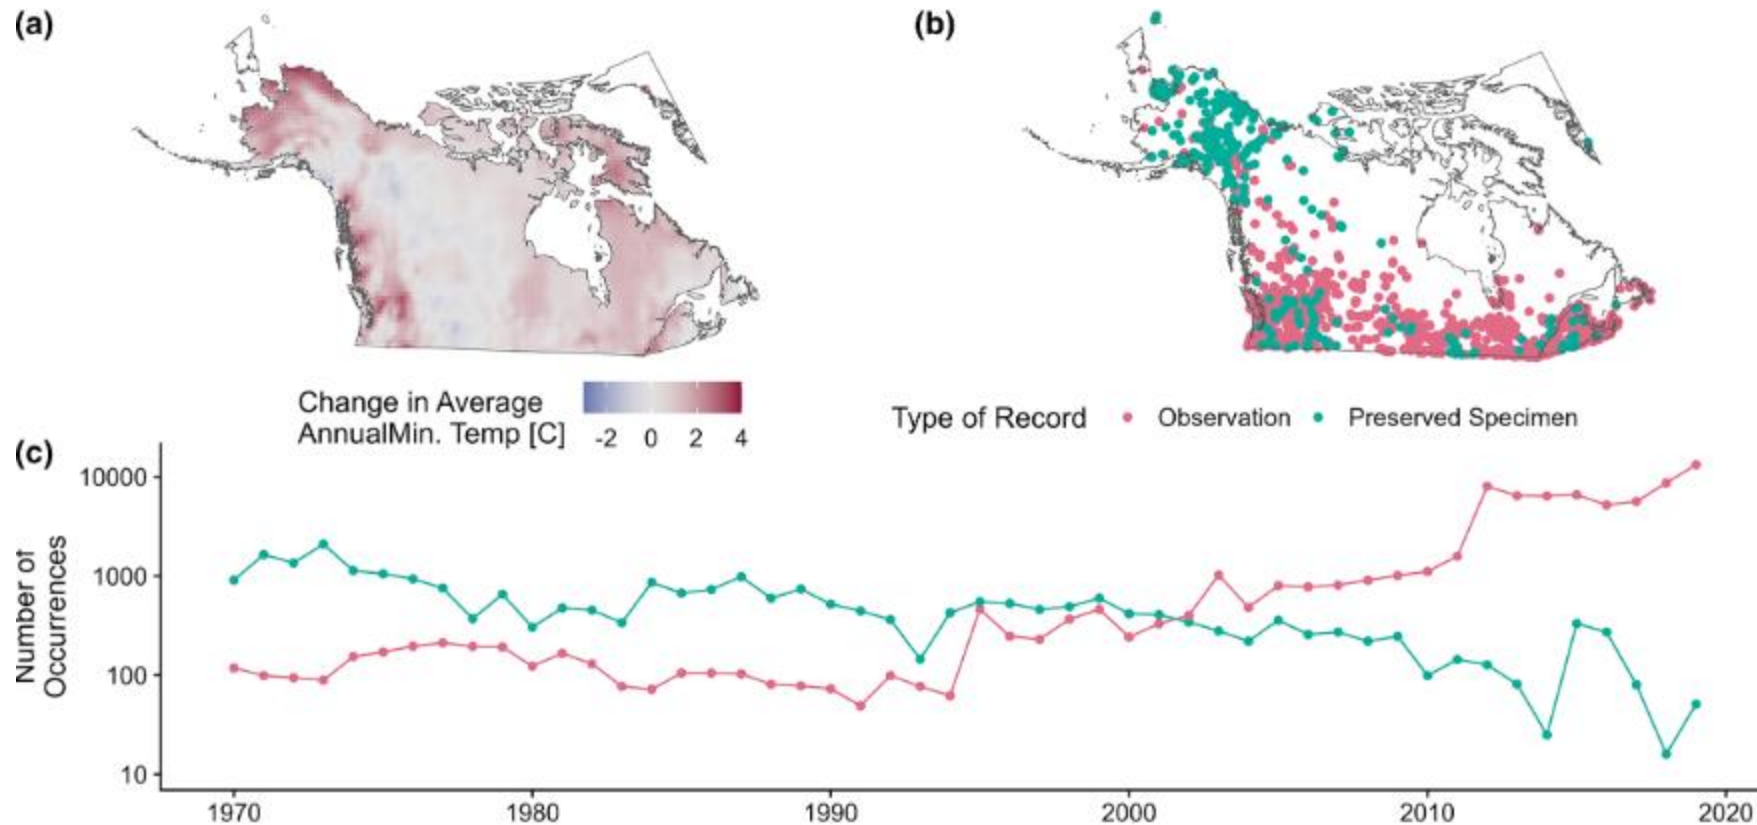 (a)
(b)
Change in Average
AnnualMin. Temp [C]
-2 0 2 4
Type of Record Observation Preserved Specimen
(c)
Number of
Occurrences
10000
1000
100
10
1970 1980 1990 2000 2010 2020